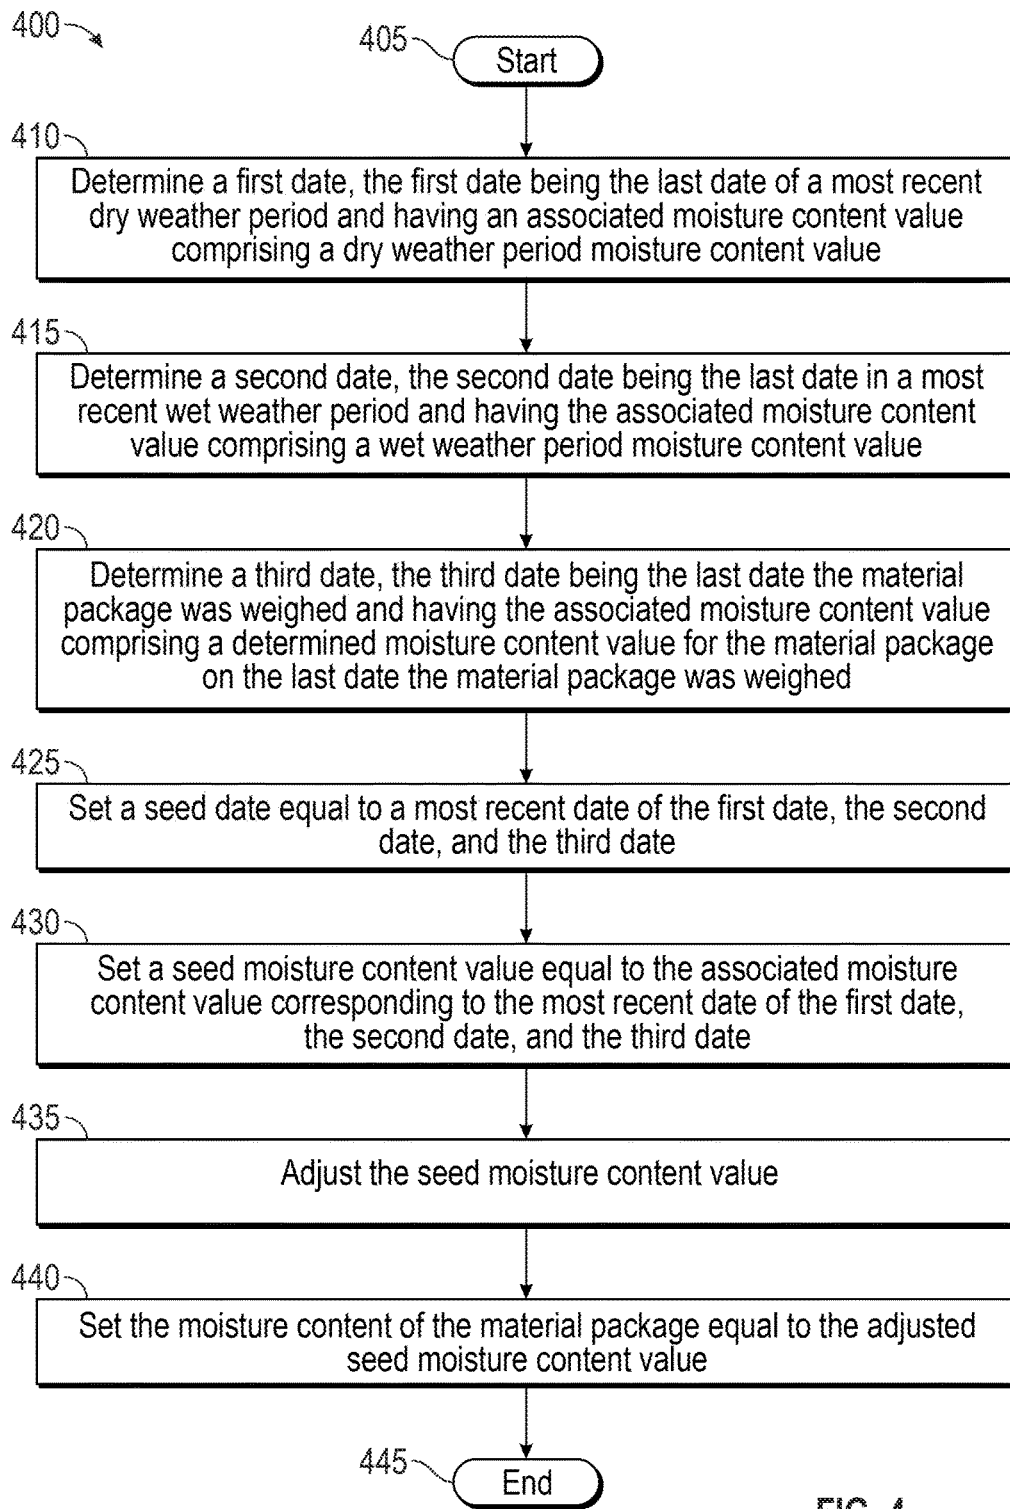 400
405
Start
410
Determine a first date, the first date being the last date of a most recent
dry weather period and having an associated moisture content value
comprising a dry weather period moisture content value
415
Determine a second date, the second date being the last date in a most
recent wet weather period and having the associated moisture content
value comprising a wet weather period moisture content value
420
Determine a third date, the third date being the last date the material
package was weighed and having the associated moisture content value
comprising a determined moisture content value for the material package
on the last date the material package was weighed
425
Set a seed date equal to a most recent date of the first date, the second
date, and the third date
430
Set a seed moisture content value equal to the associated moisture
content value corresponding to the most recent date of the first date,
the second date, and the third date
435
Adjust the seed moisture content value
440
Set the moisture content of the material package equal to the adjusted
seed moisture content value
445
End
FIG. 4